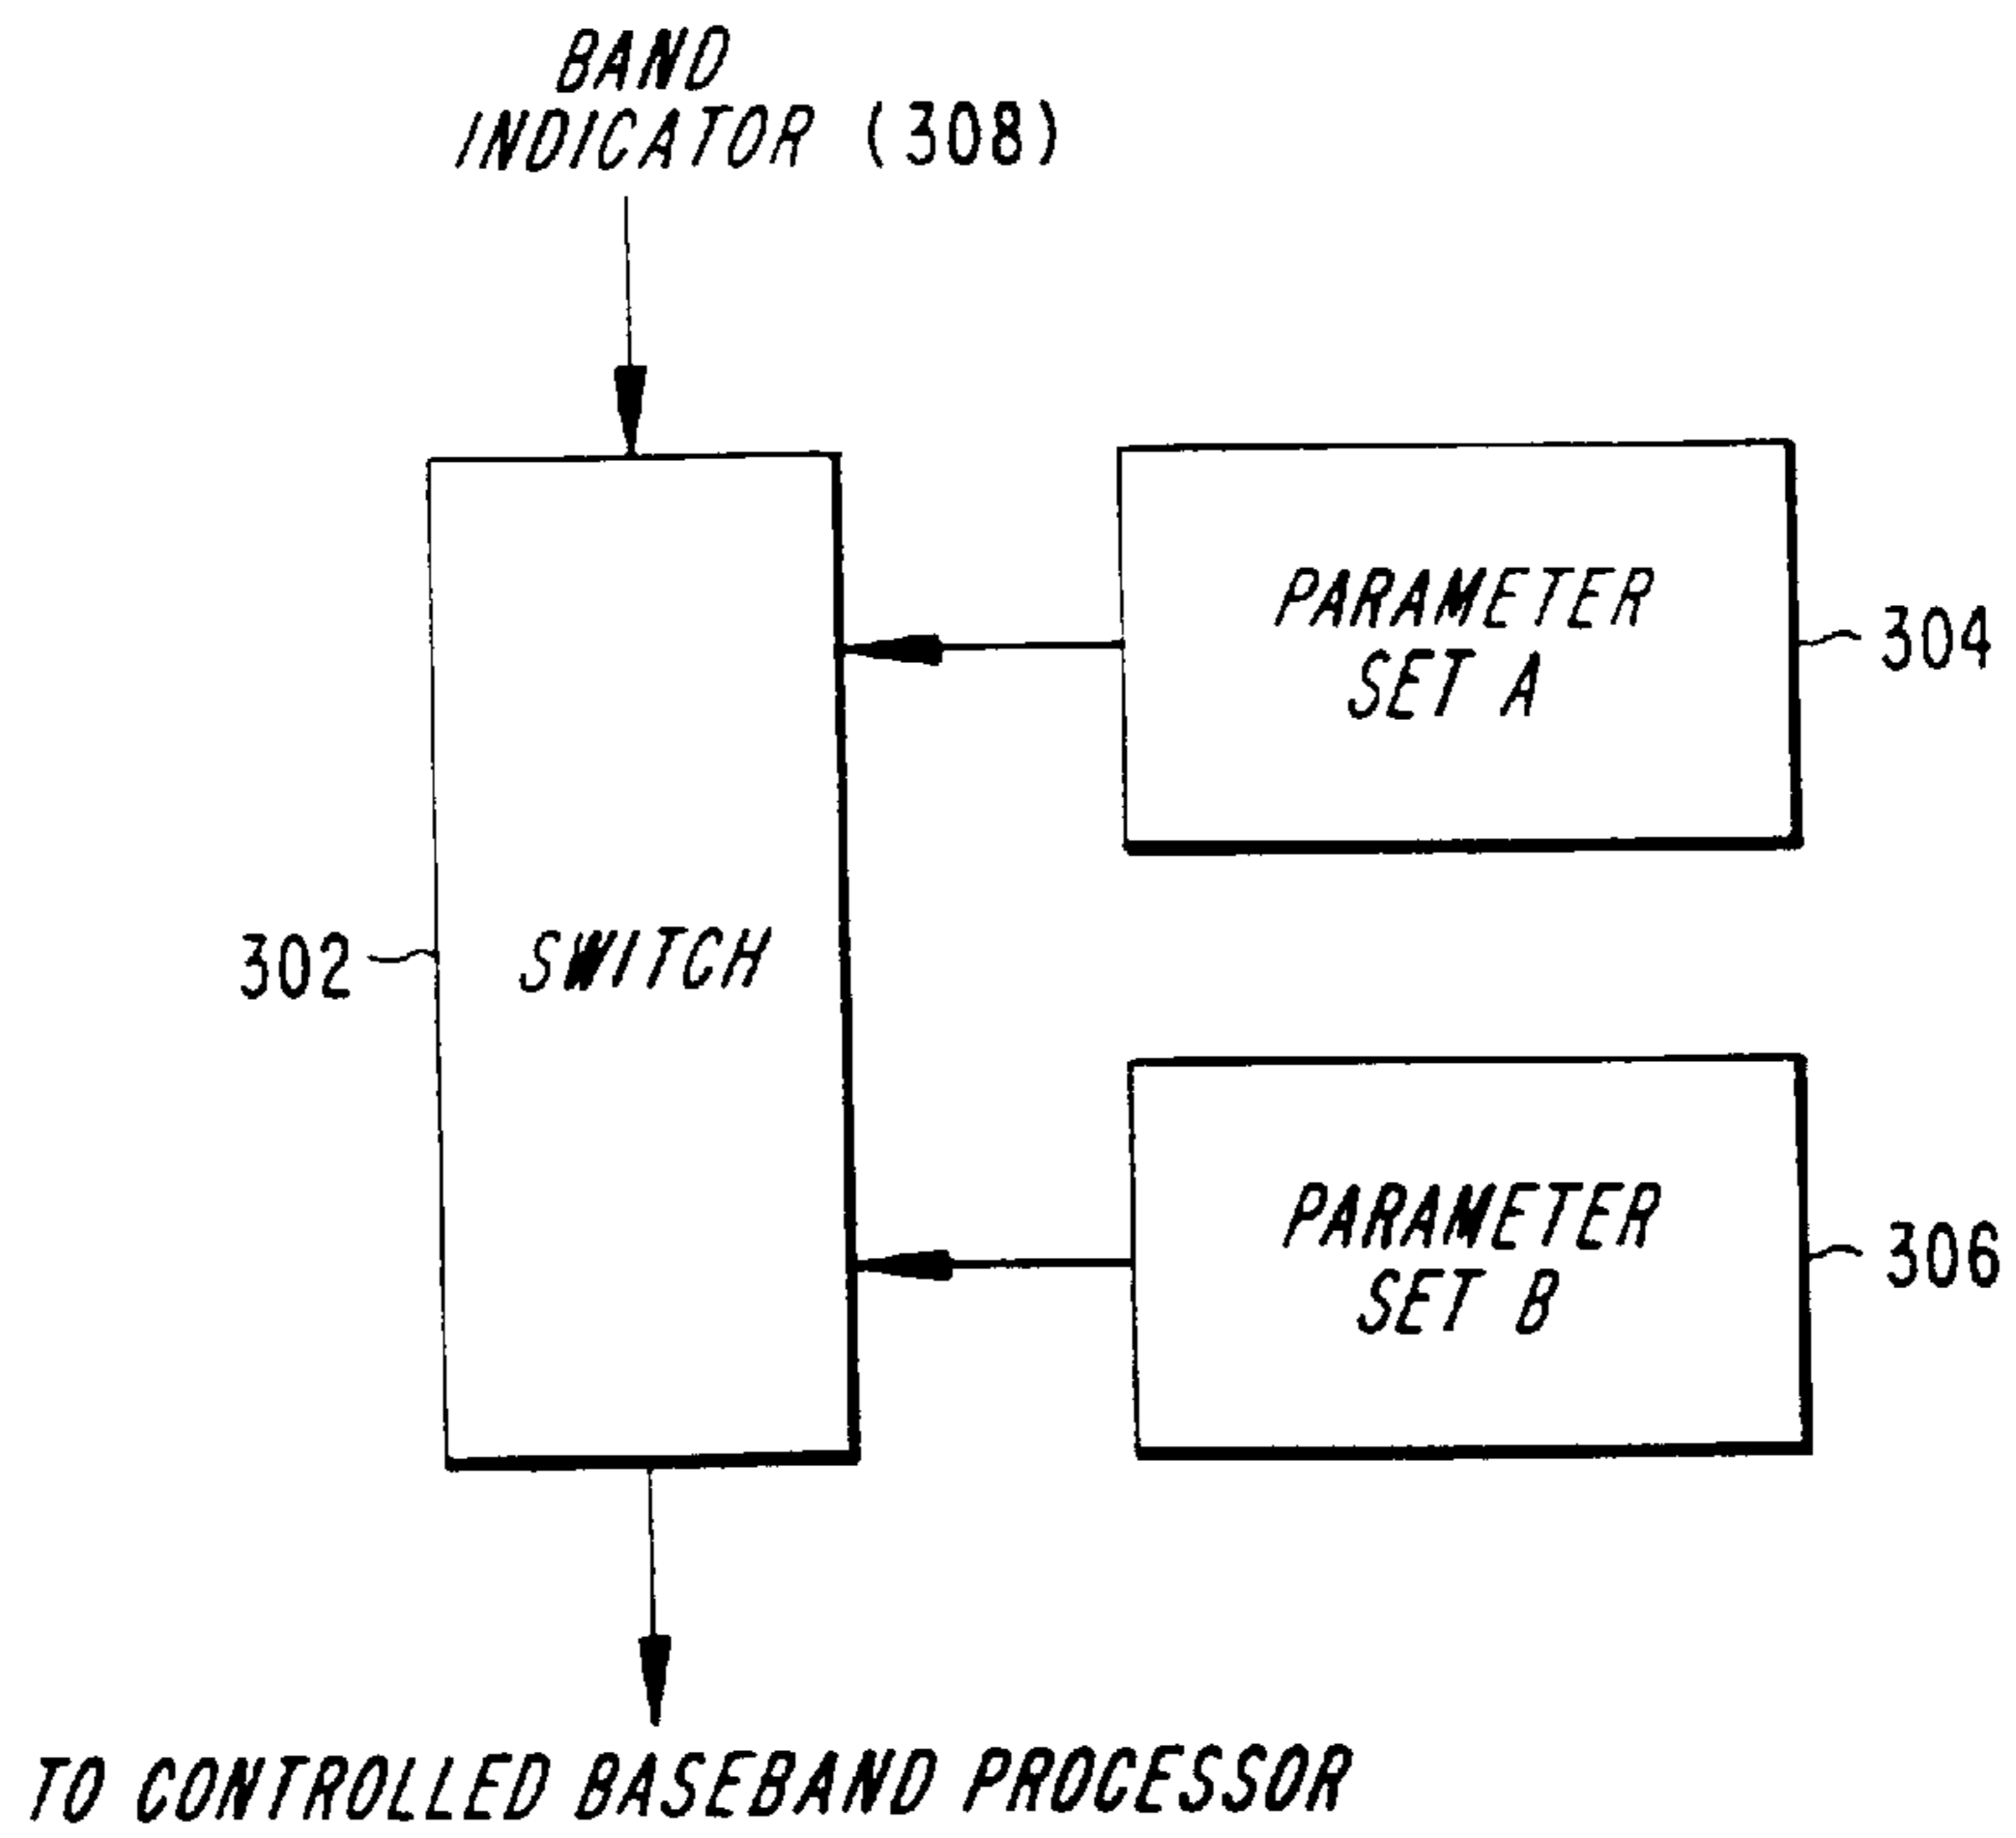 BAND
INDICATOR (308)
PARAMETER
SET A
304
302
SWITCH
PARAMETER
SET B
306
TO CONTROLLED BASEBAND PROCESSOR